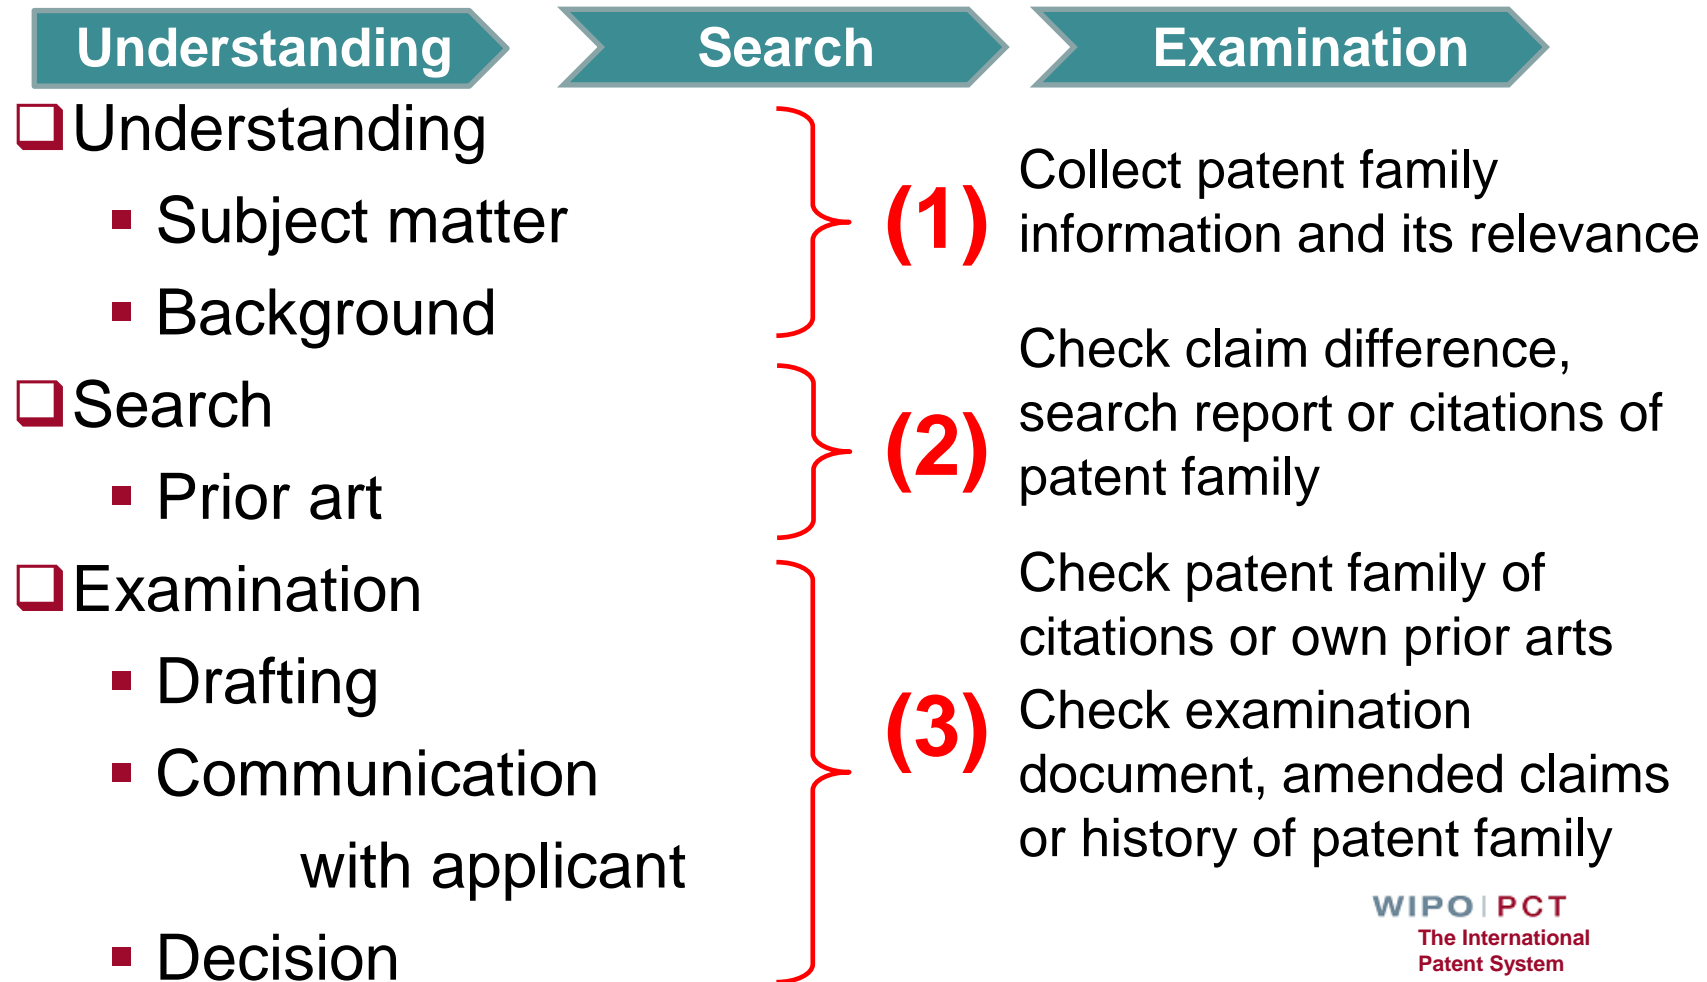 Understanding
Search
Examination
Understanding
Subject matter
Background
Search
Prior art
Examination
Drafting
Communication
with applicant
Decision
(1)
Collect patent family
information and its relevance
(2)
Check claim difference,
search report or citations of
patent family
(3)
Check patent family of
citations or own prior arts
Check examination
document, amended claims
or history of patent family
WIPO|PCT
The International
Patent System